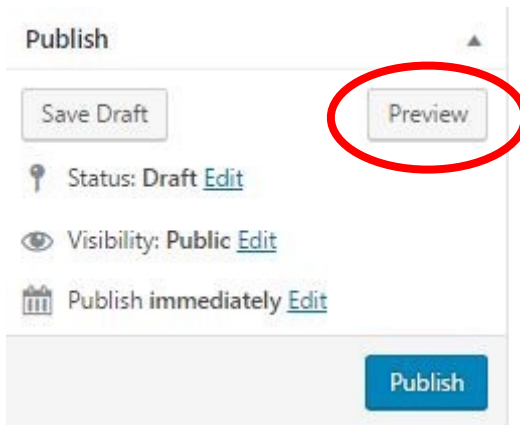 Publish
Save Draft Preview
Status: Draft Edit
Visibility: Public Edit
Publish immediately Edit
Publish